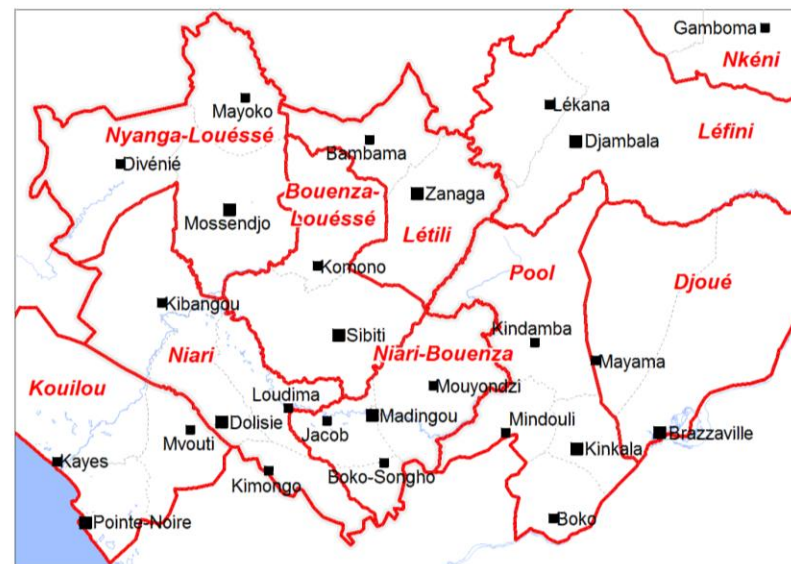 Gamboma
Nkéni
Mayoko
Lékana
Nyanga-Louéssé
Djambala
Léfini
Bambama
Divénié
Bouenza-
Louéssé
Zanaga
Mossendjo
Létili
Komono
Pool
Djoué
Kibangou
Sibiti
Kindamba
Niari
Niari-Bouenza
Mayama
Kouilou
Loudima
Mouyondzi
Dolisie
Jacob
Madingou
Mindouli
Mvouti
Brazzaville
Kinkala
Kayes
Kimongo
Boko-Songho
Pointe-Noire
Boko